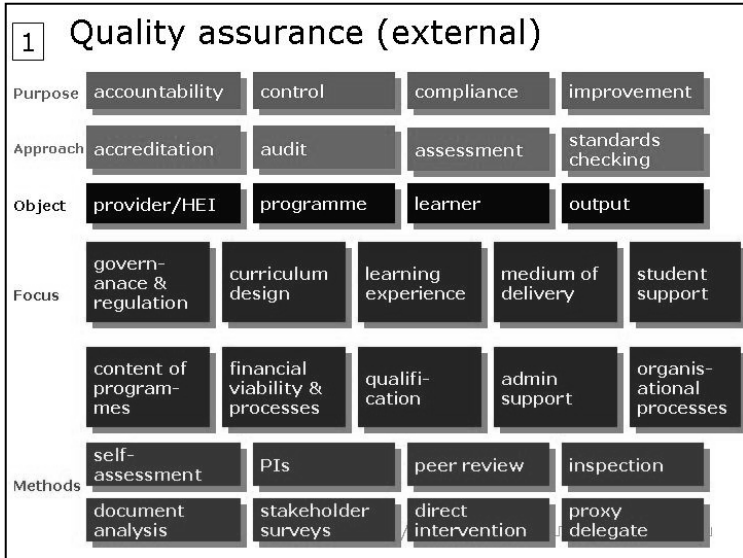 1 Quality assurance (external)
Purpose accountability control compliance improvement
Approach accreditation audit assessment standards
checking
Object provider/HEI programme learner output
Focus
govern-
anace &
regulation
curriculum
design
learning
experience
medium of
delivery
student
support
content of
program-
mes
financial
viability &
processes
qualifi-
cation
admin
support
organis-
ational
processes
Methods
self-
assessment
PIs
peer review
inspection
document
analysis
stakeholder
surveys
direct
intervention
proxy
delegate